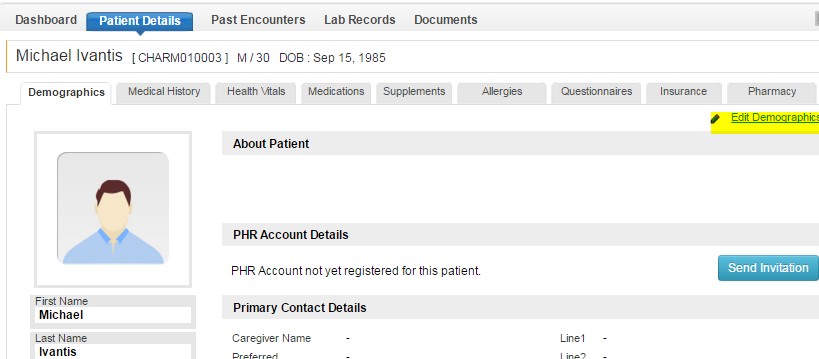 Dashboard Patient Details Past Encounters Lab Records Documents
Michael Ivantis [ CHARM010003 ] M / 30 DOB : Sep 15, 1985
Demographics Medical History Health Vitals Medications Supplements Allergies Questionnaires Insurance Pharmacy
Edit Demographics
About Patient
PHR Account Details
PHR Account not yet registered for this patient.
Send Invitation
First Name
Michael
Primary Contact Details
Last Name
Ivantis
Caregiver Name - Line1 -
Preferred - Line2 -